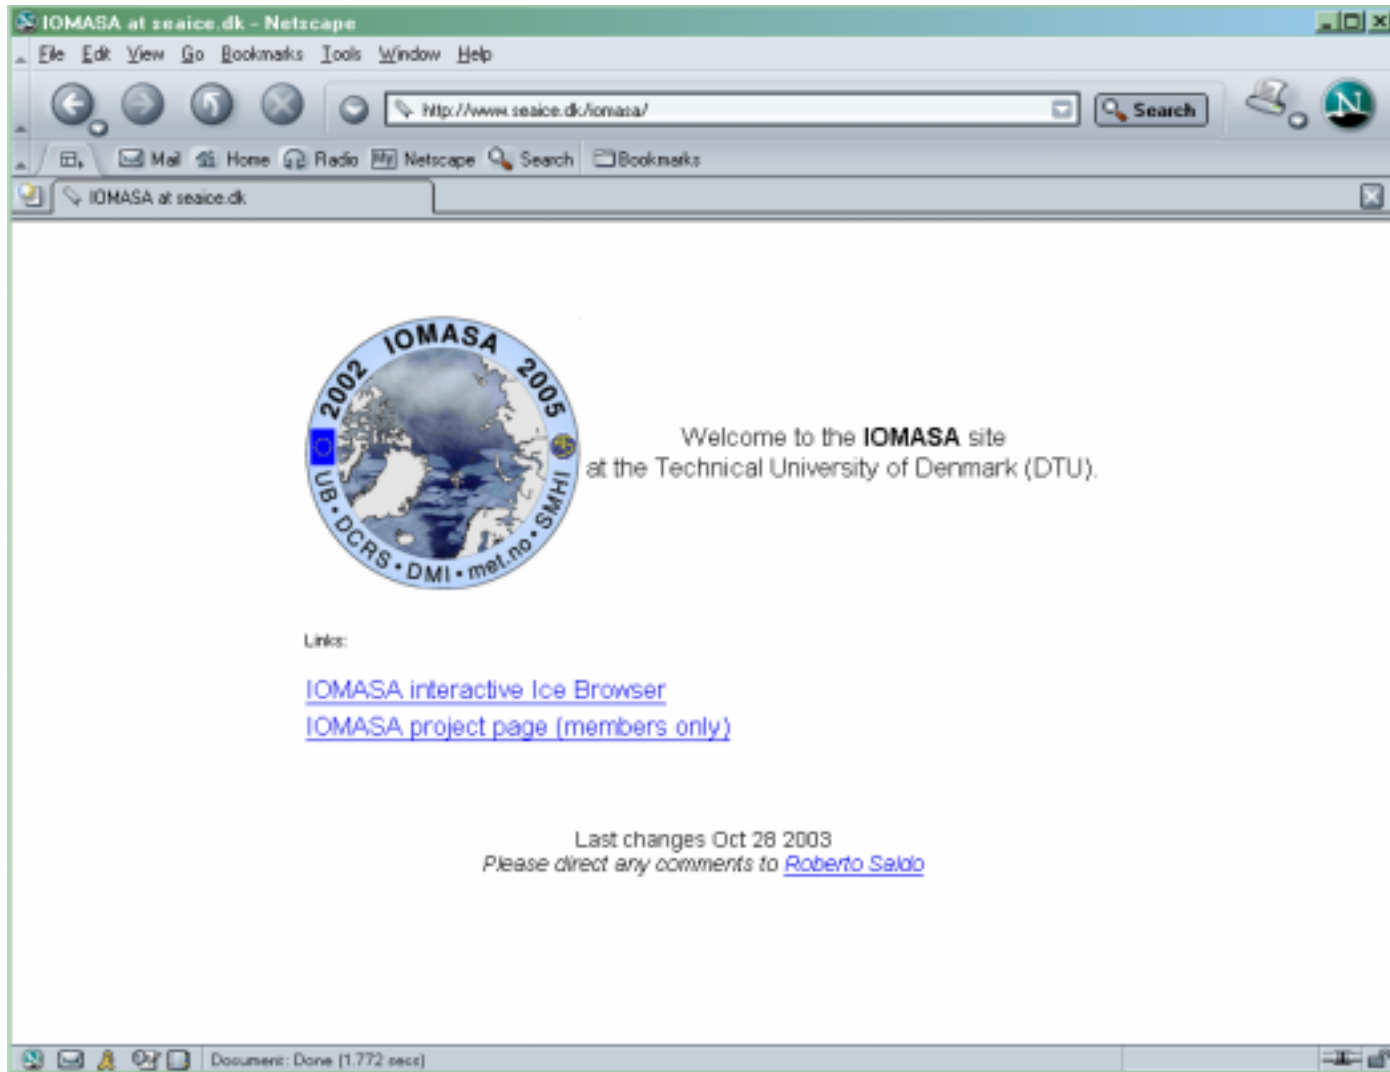 IOMASA at seaice.dk - Netscape
File Edit View Go Bookmarks Tools Window Help
http://www.seaice.dk/iomasa/ Search N
Mail Home Radio My Netscape Search Bookmarks
IOMASA at seaice.dk
2002 IOMASA 2005
UB • DCRS • DMI • met.no • SMHI
Welcome to the IOMASA site
at the Technical University of Denmark (DTU).
Links:
IOMASA interactive Ice Browser
IOMASA project page (members only)
Last changes Oct 28 2003
Please direct any comments to Roberto Saldo
Document: Done (1.772 secs)